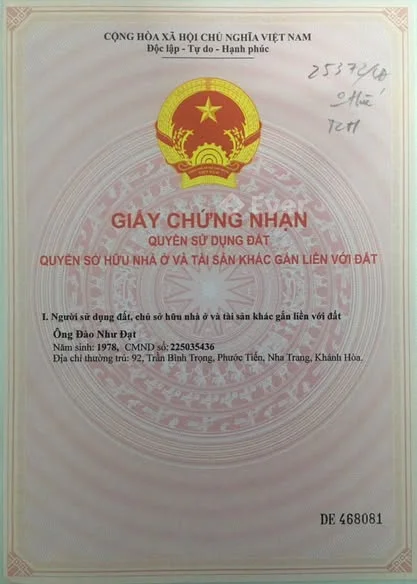 CỘNG HÒA XÃ HỘI CHỦ NGHĨA VIỆT NAM
Độc lập - Tự do - Hạnh phúc
GIẤY CHỨNG NHẬN
QUYỀN SỬ DỤNG ĐẤT
QUYỀN SỞ HỮU NHÀ Ở VÀ TÀI SẢN KHÁC GẮN LIỀN VỚI ĐẤT
I. Người sử dụng đất, chủ sở hữu nhà ở và tài sản khác gắn liền với đất
Ông Đào Như Đạt
Năm sinh: 1978, CMND số: 225035436
Địa chỉ thường trú: 92, Trần Bình Trọng, Phước Tiến, Nha Trang, Khánh Hòa.
DE 468081